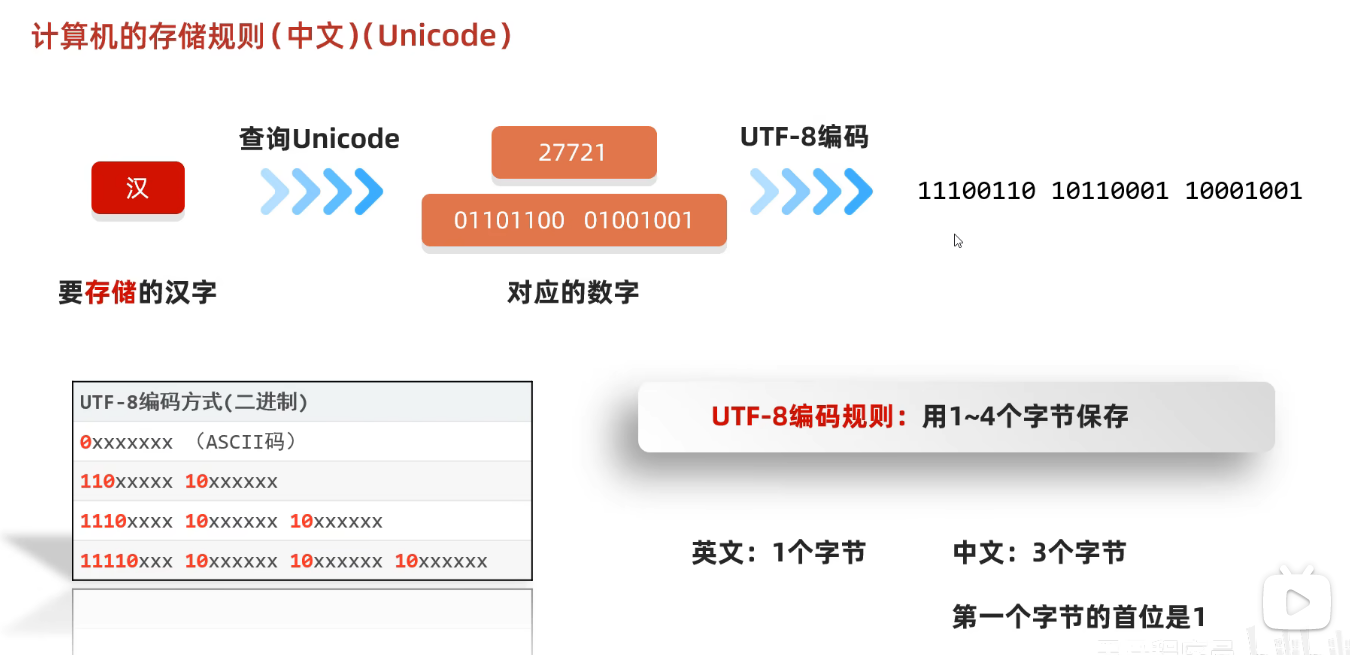 计算机的存储规则(中文)(Unicode)
查询Unicode
UTF-8编码
汉
27721
01101100 01001001
11100110 10110001 10001001
要存储的汉字
对应的数字
UTF-8编码方式(二进制)
0xxxxxxx （ASCII码）
110xxxxx 10xxxxxx
1110xxxx 10xxxxxx 10xxxxxx
11110xxx 10xxxxxx 10xxxxxx 10xxxxxx
UTF-8编码规则：用1~4个字节保存
英文：1个字节
中文：3个字节
第一个字节的首位是1